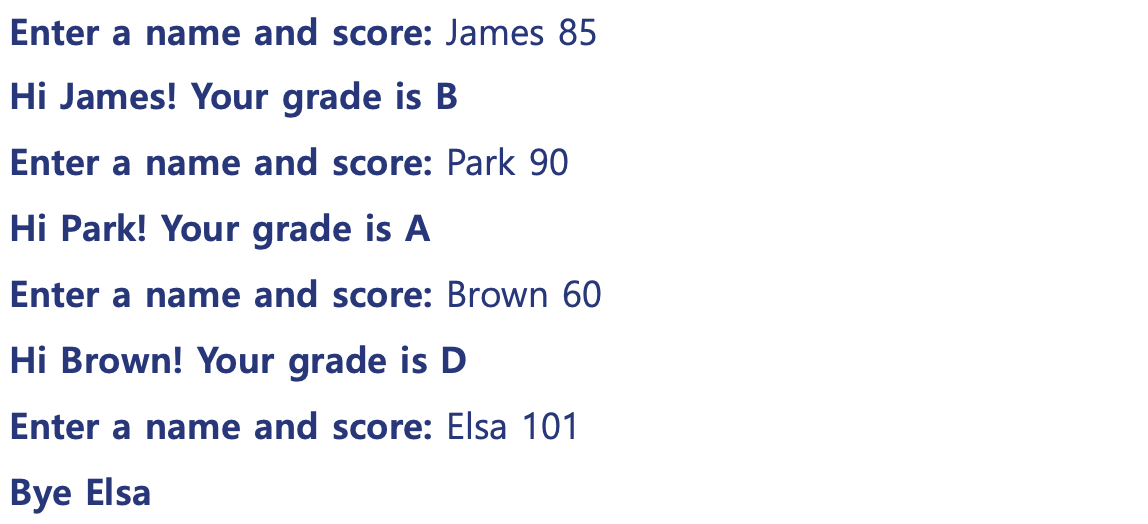 Enter a name and score: James 85
Hi James! Your grade is B
Enter a name and score: Park 90
Hi Park! Your grade is A
Enter a name and score: Brown 60
Hi Brown! Your grade is D
Enter a name and score: Elsa 101
Bye Elsa